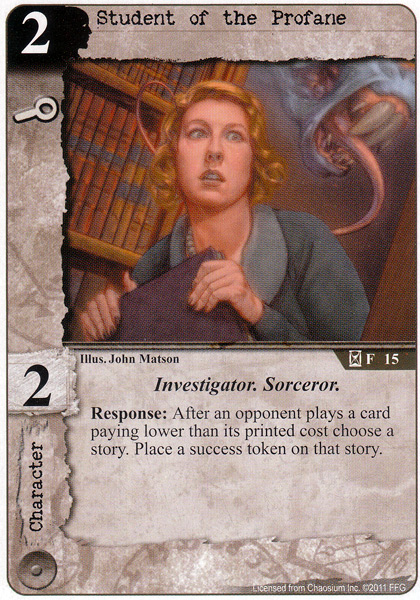 2
Student of the Profane
Illus. John Matson
F 15
2
Character
Investigator. Sorceror.
Response: After an opponent plays a card
paying lower than its printed cost choose a
story. Place a success token on that story.
Licensed from Chaosium Inc. ©2011 FFG